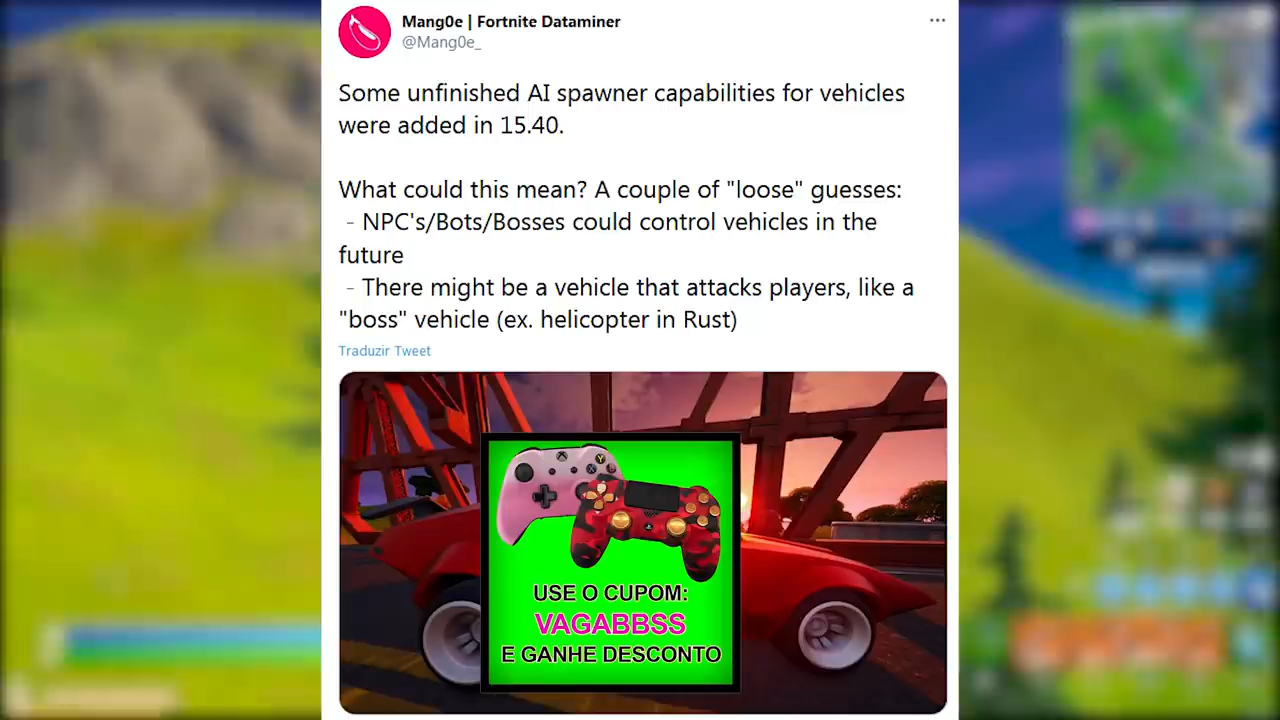 Mang0e | Fortnite Dataminer
@Mang0e_
Some unfinished AI spawner capabilities for vehicles
were added in 15.40.
What could this mean? A couple of "loose" guesses:
- NPC's/Bots/Bosses could control vehicles in the
future
- There might be a vehicle that attacks players, like a
"boss" vehicle (ex. helicopter in Rust)
Traduzir Tweet
USE O CUPOM:
VAGABBSS
E GANHE DESCONTO